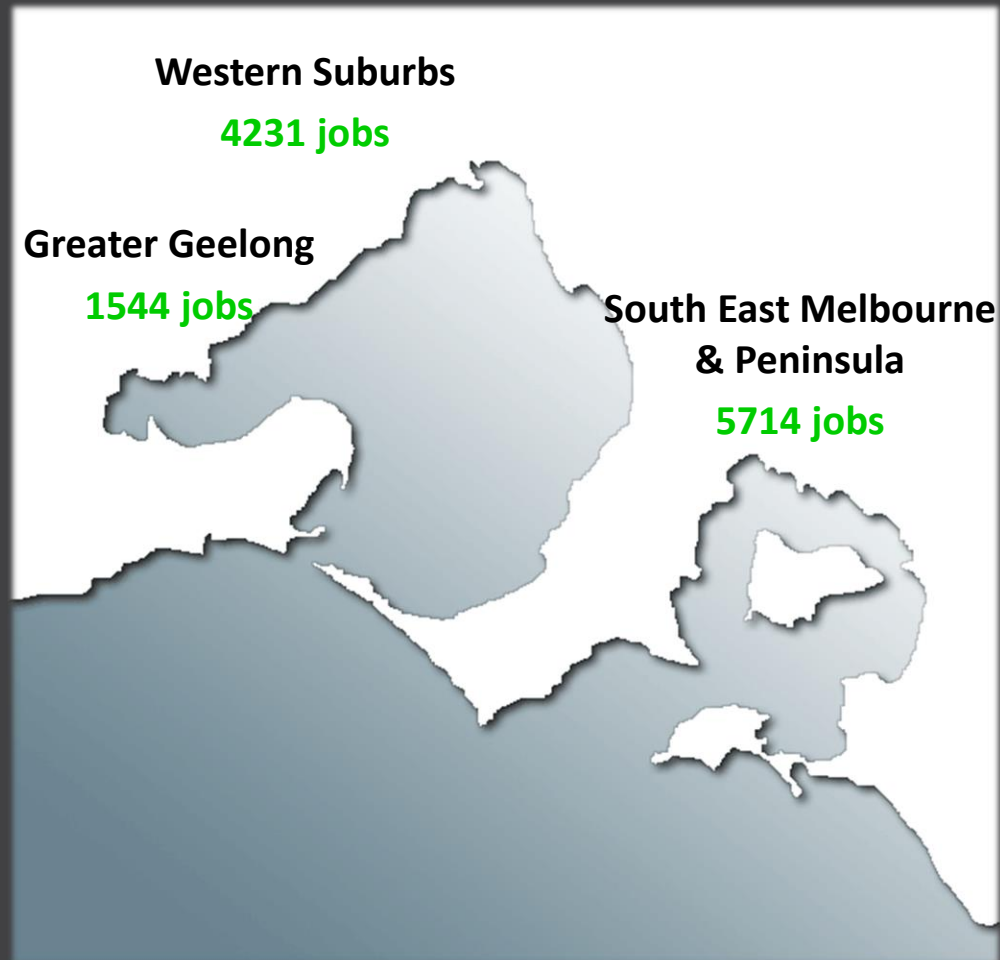 Western Suburbs
4231 jobs
Greater Geelong
1544 jobs
South East Melbourne
& Peninsula
5714 jobs